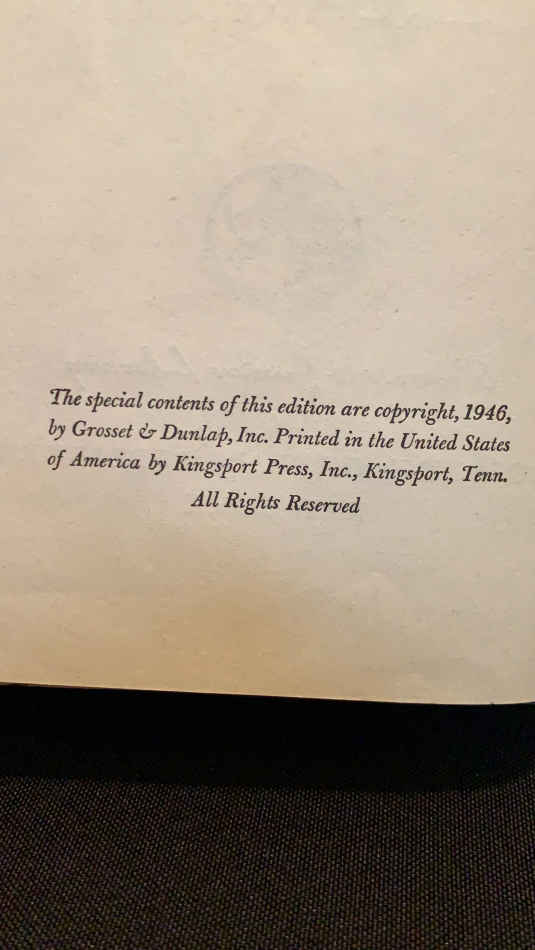 The special contents of this edition are copyright, 1946,
by Grosset & Dunlap, Inc. Printed in the United States
of America by Kingsport Press, Inc., Kingsport, Tenn.
All Rights Reserved